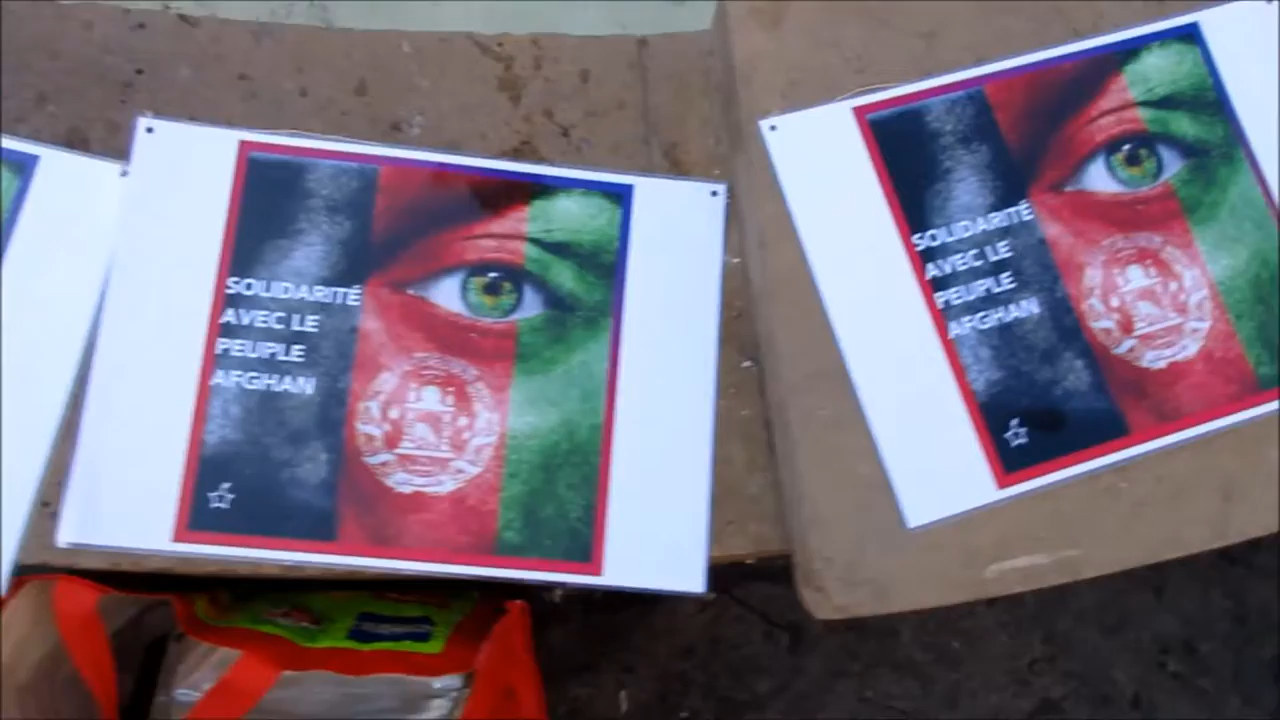 SOLIDARITÉ
AVEC LE
PEUPLE
AFGHAN
SOLIDARITÉ
AVEC LE
PEUPLE
AFGHAN